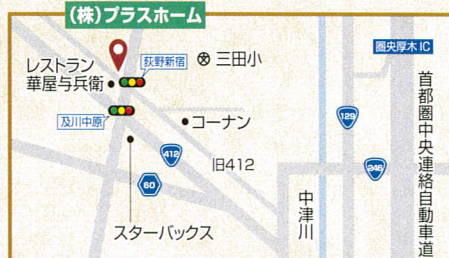 (株)プラスホーム
圏央厚木IC
荻野新宿
三田小
レストラン
華屋与兵衛
首都圏中央連絡自動車道
及川中原
コーナン
129
412
旧412
246
60
中津川
スターバックス